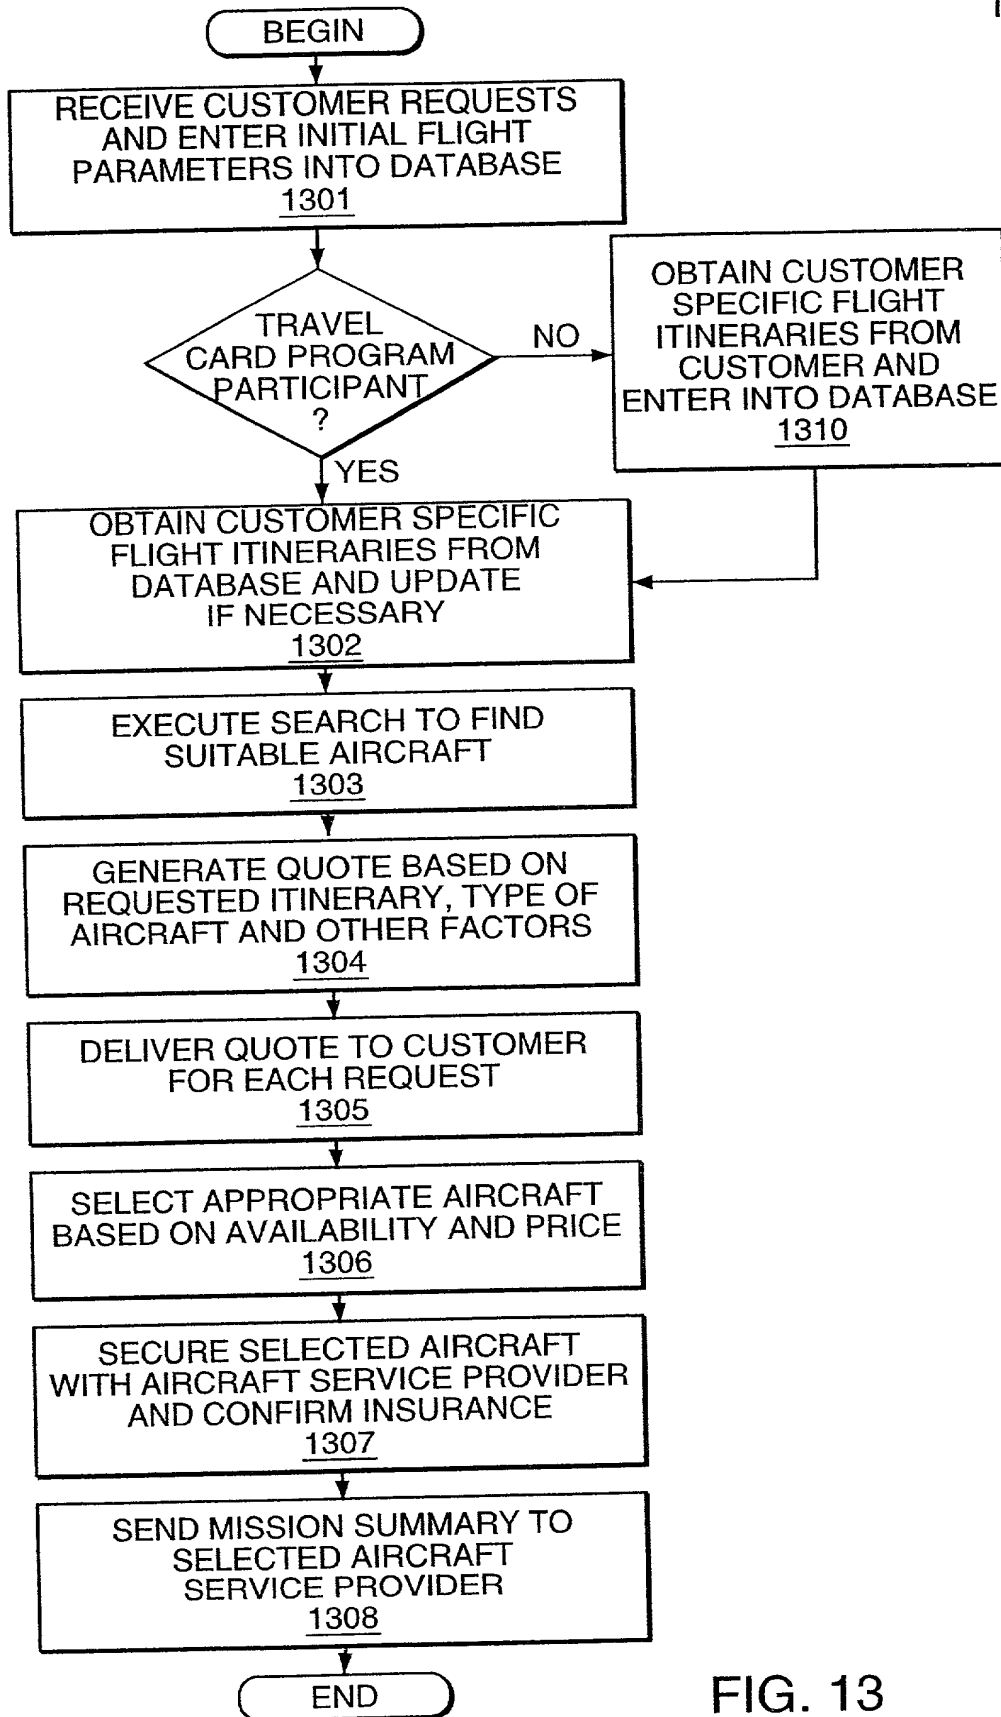 BEGIN
RECEIVE CUSTOMER REQUESTS
AND ENTER INITIAL FLIGHT
PARAMETERS INTO DATABASE
1301
TRAVEL
CARD PROGRAM
PARTICIPANT
?
NO
OBTAIN CUSTOMER
SPECIFIC FLIGHT
ITINERARIES FROM
CUSTOMER AND
ENTER INTO DATABASE
1310
YES
OBTAIN CUSTOMER SPECIFIC
FLIGHT ITINERARIES FROM
DATABASE AND UPDATE
IF NECESSARY
1302
EXECUTE SEARCH TO FIND
SUITABLE AIRCRAFT
1303
GENERATE QUOTE BASED ON
REQUESTED ITINERARY, TYPE OF
AIRCRAFT AND OTHER FACTORS
1304
DELIVER QUOTE TO CUSTOMER
FOR EACH REQUEST
1305
SELECT APPROPRIATE AIRCRAFT
BASED ON AVAILABILITY AND PRICE
1306
SECURE SELECTED AIRCRAFT
WITH AIRCRAFT SERVICE PROVIDER
AND CONFIRM INSURANCE
1307
SEND MISSION SUMMARY TO
SELECTED AIRCRAFT
SERVICE PROVIDER
1308
END
FIG. 13